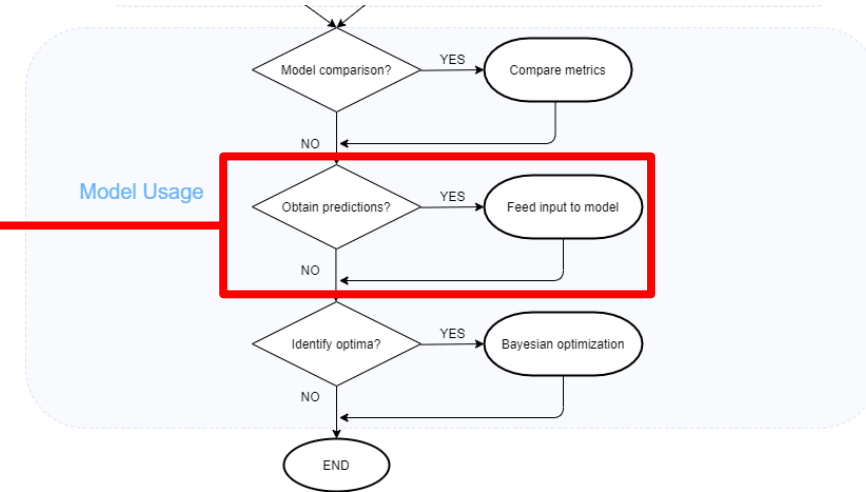 Model comparison?
YES
Compare metrics
NO
Model Usage
Obtain predictions?
YES
Feed input to model
NO
Identify optima?
YES
Bayesian optimization
NO
END